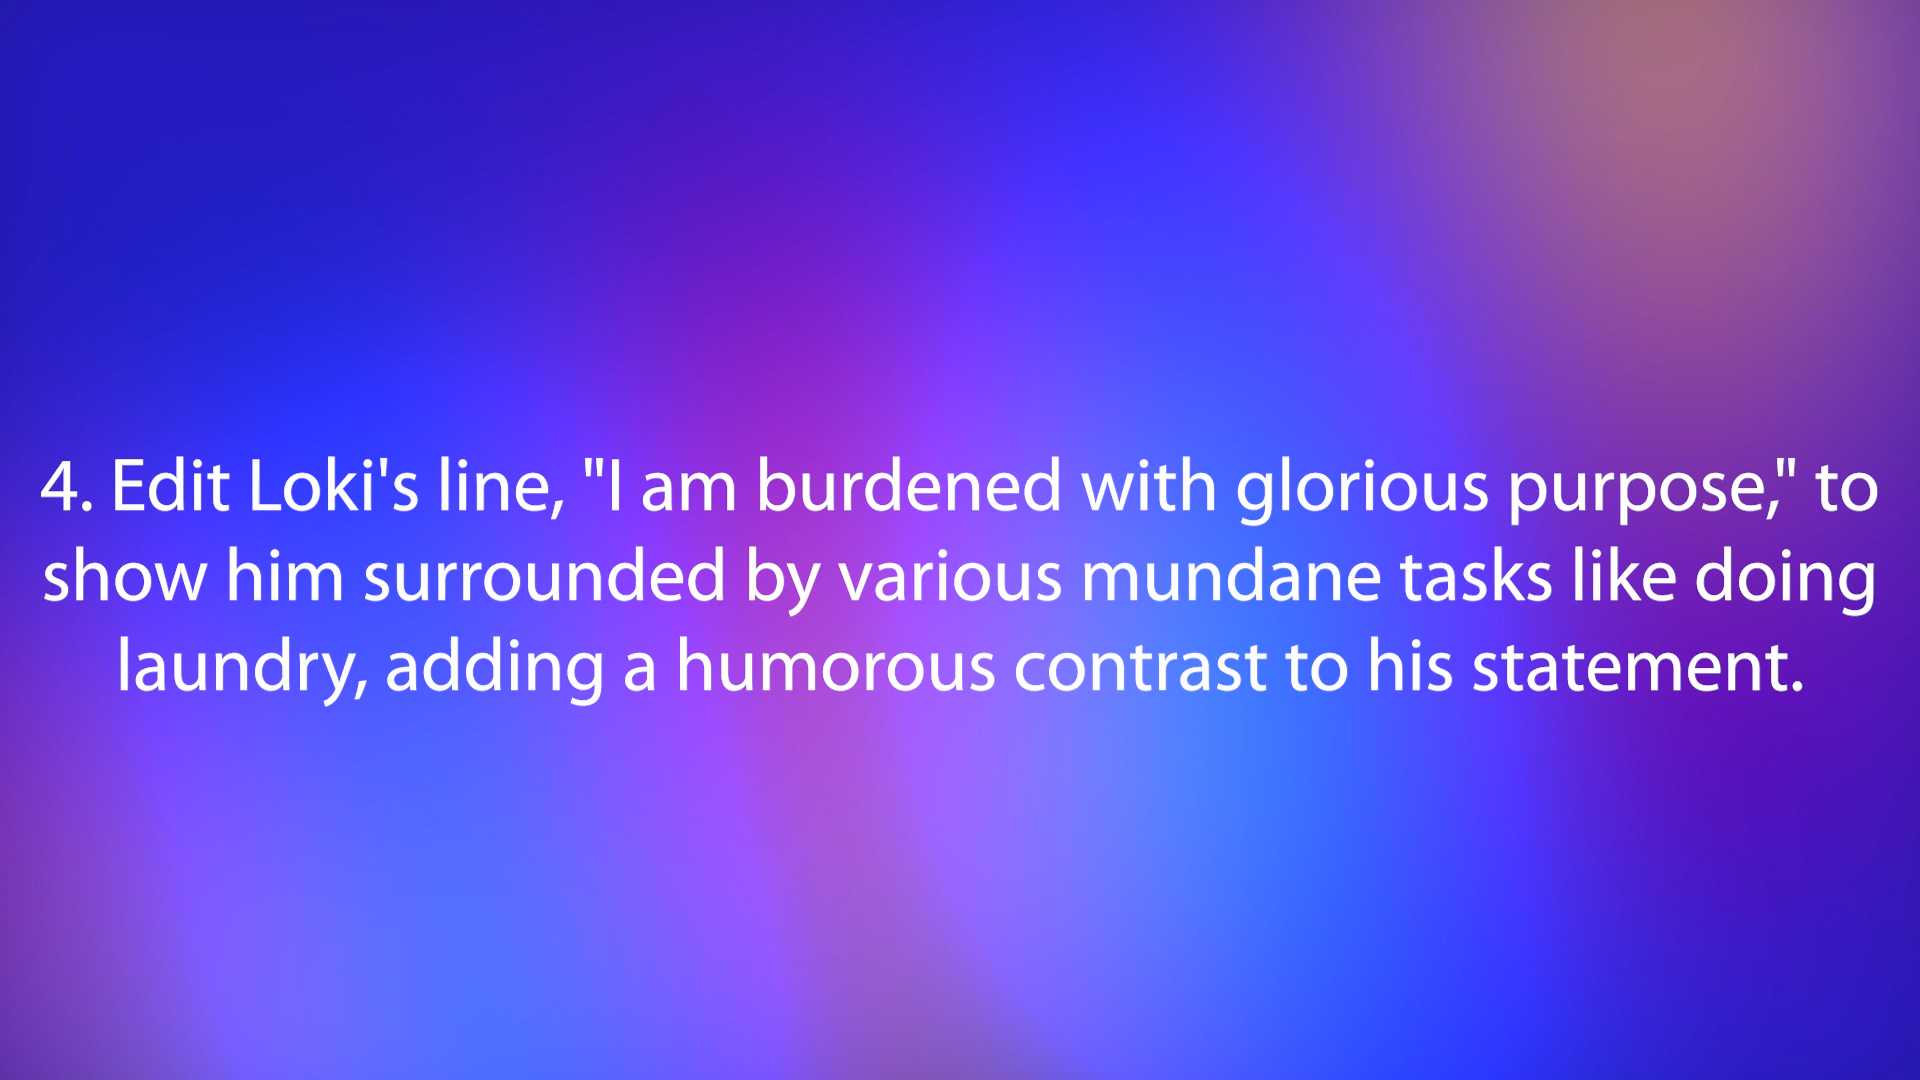 4. Edit Loki's line, "I am burdened with glorious purpose," to
show him surrounded by various mundane tasks like doing
laundry, adding a humorous contrast to his statement.